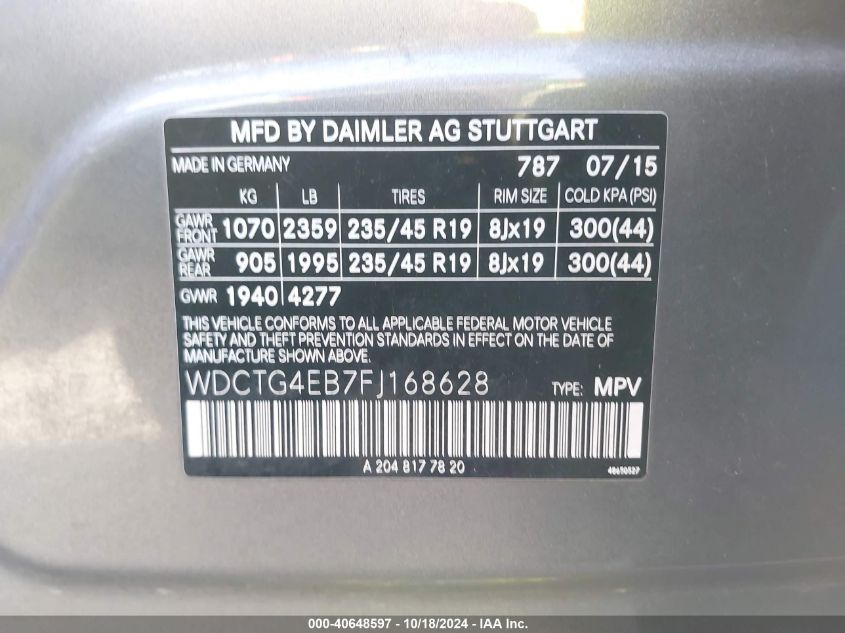 MFD BY DAIMLER AG STUTTGART
MADE IN GERMANY 787 07/15
KG LB TIRES RIM SIZE COLD KPA (PSI)
GAWR FRONT 1070 2359 235/45 R19 8Jx19 300(44)
GAWR REAR 905 1995 235/45 R19 8Jx19 300(44)
GVWR 1940 4277
THIS VEHICLE CONFORMS TO ALL APPLICABLE FEDERAL MOTOR VEHICLE
SAFETY AND THEFT PREVENTION STANDARDS IN EFFECT ON THE DATE OF
MANUFACTURE SHOWN ABOVE.
WDCTG4EB7FJ168628 TYPE: MPV
A 204 817 78 20
000-40648597 - 10/18/2024 - IAA Inc.